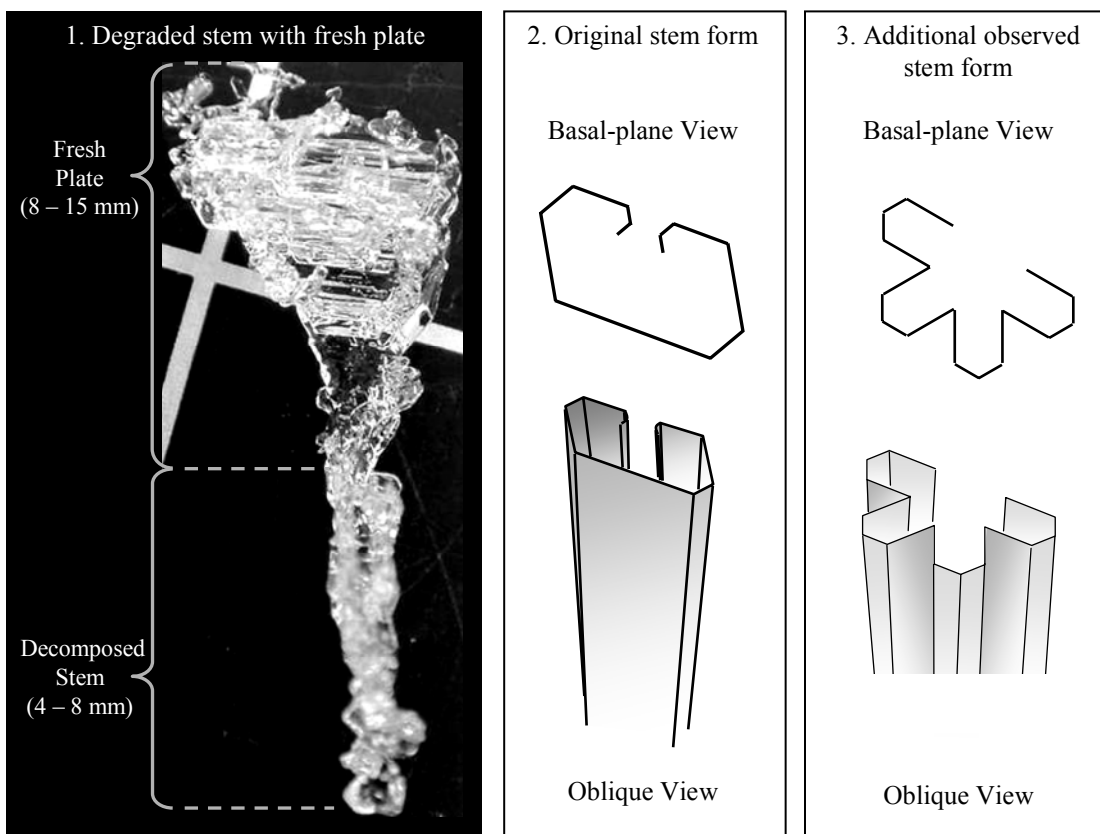 1. Degraded stem with fresh plate
Fresh
Plate
(8 – 15 mm)
Decomposed
Stem
(4 – 8 mm)
2. Original stem form
Basal-plane View
Oblique View
3. Additional observed
stem form
Basal-plane View
Oblique View